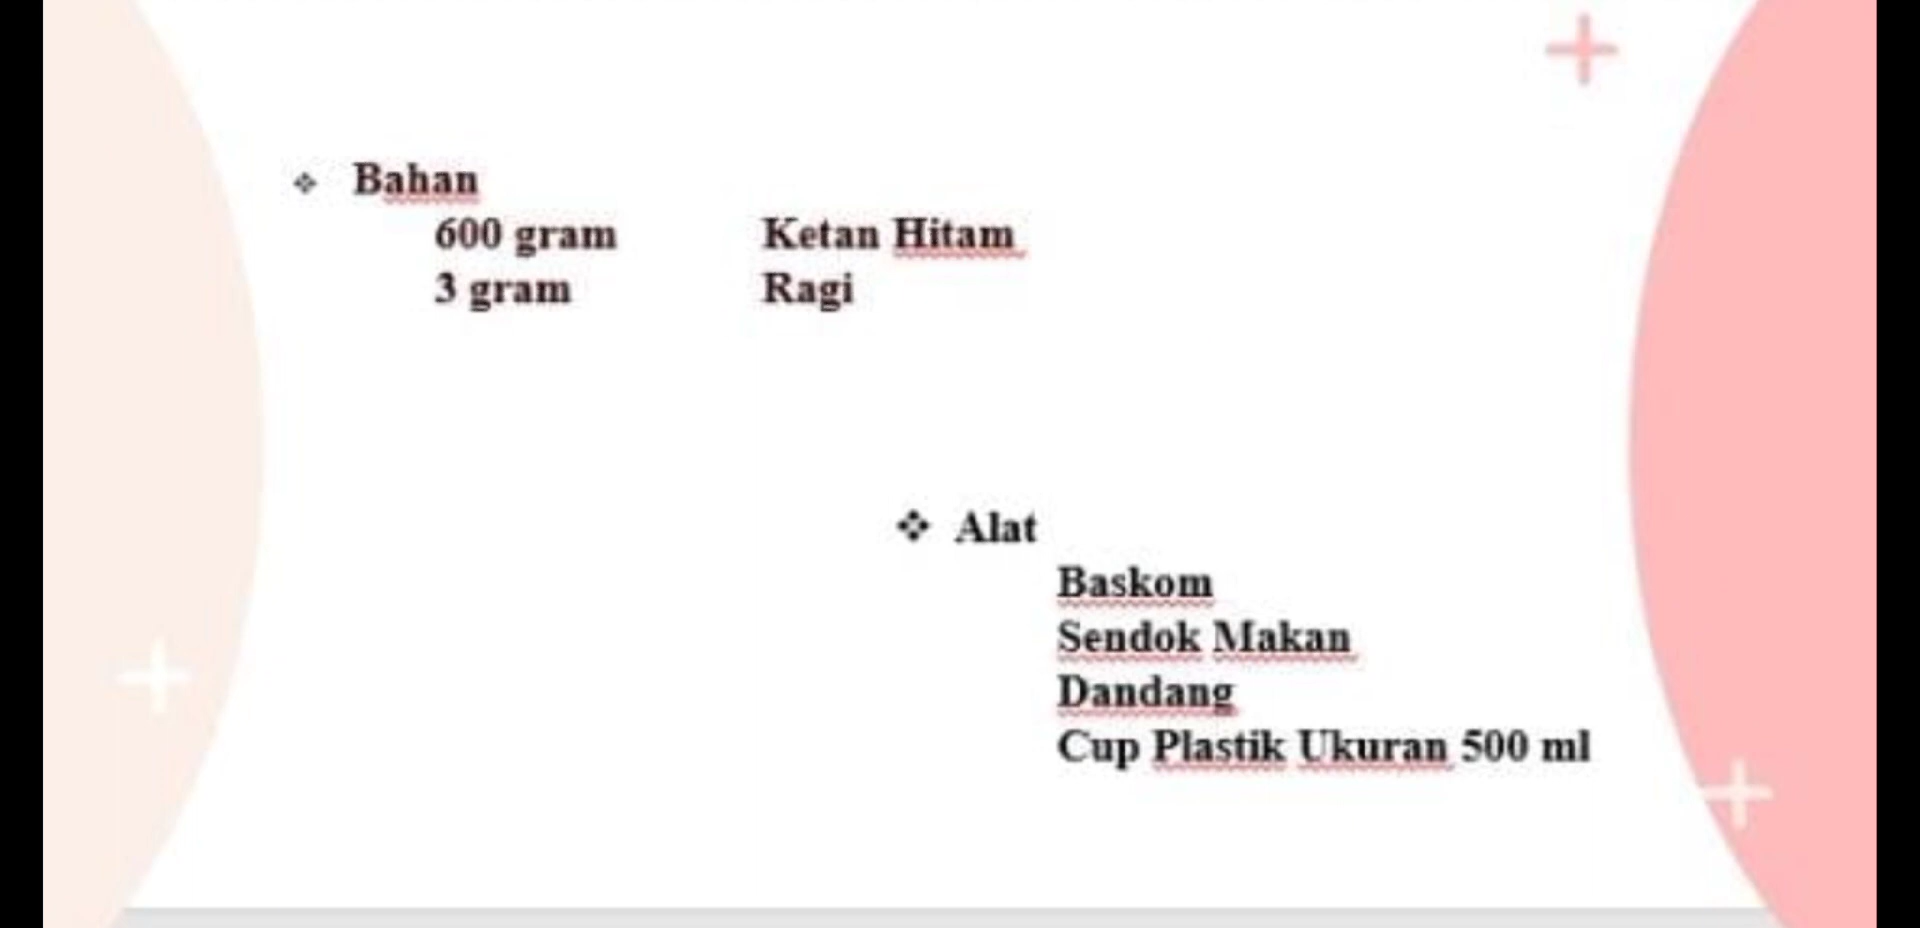 ❖ Bahan
600 gram Ketan Hitam
3 gram Ragi
❖ Alat
Baskom
Sendok Makan
Dandang
Cup Plastik Ukuran 500 ml